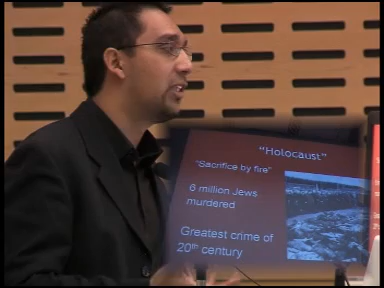 "Holocaust"
"Sacrifice by fire"
6 million Jews
murdered
Greatest crime of
20th century